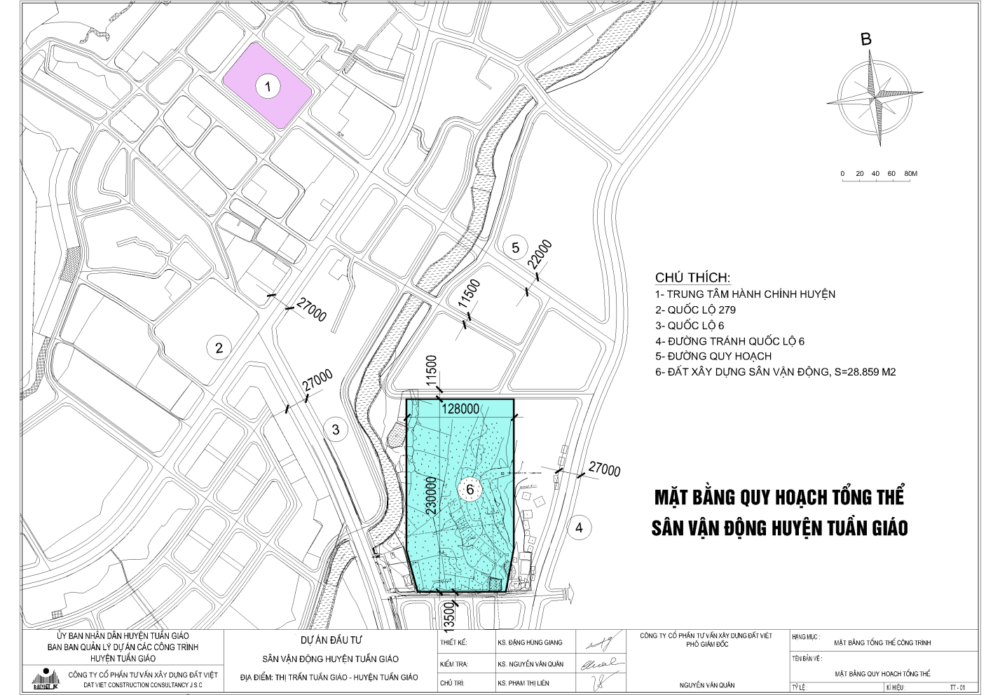 B
0 20 40 60 80M
1
5
22000
11500
27000
2
27000
11500
128000
3
230000
6
27000
4
13500
CHÚ THÍCH:
1- TRUNG TÂM HÀNH CHÍNH HUYỆN
2- QUỐC LỘ 279
3- QUỐC LỘ 6
4- ĐƯỜNG TRÁNH QUỐC LỘ 6
5- ĐƯỜNG QUY HOẠCH
6- ĐẤT XÂY DỰNG SÂN VẬN ĐỘNG, S=28.859 M2
MẶT BẰNG QUY HOẠCH TỔNG THỂ
SÂN VẬN ĐỘNG HUYỆN TUẦN GIÁO
ỦY BAN NHÂN DÂN HUYỆN TUẦN GIÁO
BAN BAN QUẢN LÝ DỰ ÁN CÁC CÔNG TRÌNH
HUYỆN TUẦN GIÁO
DATVIET JSC
CÔNG TY CỔ PHẦN TƯ VẤN XÂY DỰNG ĐẤT VIỆT
DAT VIET CONSTRUCTION CONSULTANCY J.S.C
DỰ ÁN ĐẦU TƯ
SÂN VẬN ĐỘNG HUYỆN TUẦN GIÁO
ĐỊA ĐIỂM: THỊ TRẤN TUẦN GIÁO - HUYỆN TUẦN GIÁO
THIẾT KẾ: KS. ĐẶNG HÙNG GIANG
KIỂM TRA: KS. NGUYỄN VĂN QUÂN
CHỦ TRÌ: KS. PHẠM THỊ LIÊN
CÔNG TY CỔ PHẦN TƯ VẤN XÂY DỰNG ĐẤT VIỆT
PHÓ GIÁM ĐỐC
NGUYỄN VĂN QUÂN
HẠNG MỤC :
MẶT BẰNG TỔNG THỂ CÔNG TRÌNH
TÊN BẢN VẼ :
MẶT BẰNG QUY HOẠCH TỔNG THỂ
TỶ LỆ : KÍ HIỆU : TT - 01